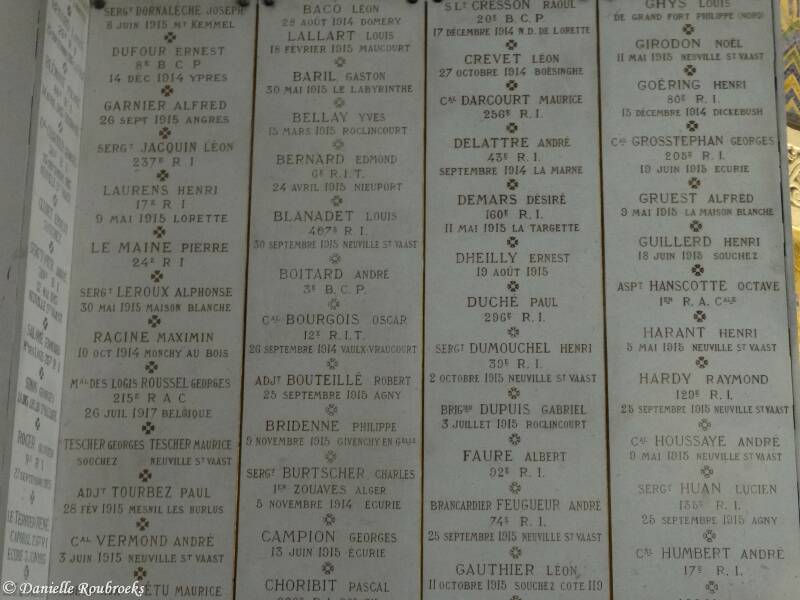 SERGT DORNALÈCHE JOSEPH
8 JUIN 1915 MT KEMMEL
DUFOUR ERNEST
8E B C P
14 DÉC 1914 YPRES
GARNIER ALFRED
26 SEPT 1915 ANGRES
SERGT JACQUIN LÉON
237E R I
LAURENS HENRI
17E R I
9 MAI 1915 LORETTE
LE MAINE PIERRE
24E R I
SERGT LEROUX ALPHONSE
30 MAI 1915 MAISON BLANCHE
RACINE MAXIMIN
10 OCT 1914 MONCHY AU BOIS
MAL DES LOGIS ROUSSEL GEORGES
215E R A C
26 JUIL 1917 BELGIQUE
TESCHER GEORGES TESCHER MAURICE
SOUCHEZ NEUVILLE ST VAAST
ADJT TOURBEZ PAUL
28 FÉV 1915 MESNIL LES HURLUS
CAL VERMOND ANDRÉ
3 JUIN 1915 NEUVILLE ST VAAST
MAURICE
BACO LÉON
28 AOÛT 1914 DOMERY
LALLART LOUIS
18 FÉVRIER 1915 MAUCOURT
BARIL GASTON
30 MAI 1915 LE LABYRINTHE
BELLAY YVES
15 MARS 1915 ROCLINCOURT
BERNARD EDMOND
6E R.I.T.
24 AVRIL 1915 NIEUPORT
BLANADET LOUIS
407E R.I.
30 SEPTEMBRE 1915 NEUVILLE ST VAAST
BOITARD ANDRÉ
3E B.C.P.
CAL BOURGOIS OSCAR
12E R.I.T.
26 SEPTEMBRE 1914 VAULX-VRAUCOURT
ADJT BOUTEILLÉ ROBERT
25 SEPTEMBRE 1915 AGNY
BRIDENNE PHILIPPE
9 NOVEMBRE 1915 GIVENCHY EN GELLE
SERGT BURTSCHER CHARLES
1ER ZOUAVES ALGER
5 NOVEMBRE 1914 ÉCURIE
CAMPION GEORGES
13 JUIN 1915 ÉCURIE
CHORIBIT PASCAL
S LT CRESSON RAOUL
20E B.C.P.
17 DÉCEMBRE 1914 N.D. DE LORETTE
CREVET LÉON
27 OCTOBRE 1914 BOËSINGHE
CAL DARCOURT MAURICE
256E R.I.
DELATTRE ANDRÉ
43E R.I.
SEPTEMBRE 1914 LA MARNE
DEMARS DÉSIRÉ
160E R.I.
11 MAI 1915 LA TARGETTE
DHEILLY ERNEST
19 AOÛT 1915
DUCHÉ PAUL
296E R.I.
SERGT DUMOUCHEL HENRI
39E R.I.
2 OCTOBRE 1915 NEUVILLE ST VAAST
BRIGIER DUPUIS GABRIEL
3 JUILLET 1915 ROCLINCOURT
FAURE ALBERT
92E R.I.
BRANCARDIER FEUGUEUR ANDRÉ
74E R.I.
25 SEPTEMBRE 1915 NEUVILLE ST VAAST
GAUTHIER LÉON
11 OCTOBRE 1915 SOUCHEZ COTE 119
GHYS LOUIS
DE GRAND FORT PHILIPPE (NORD)
GIRODON NOËL
11 MAI 1915 NEUVILLE ST VAAST
GOËRING HENRI
80E R.I.
15 DÉCEMBRE 1914 DICKEBUSH
CAL GROSSTEPHAN GEORGES
205E R.I.
19 JUIN 1915 ECURIE
GRUEST ALFRED
9 MAI 1915 LA MAISON BLANCHE
GUILLERD HENRI
18 JUIN 1915 SOUCHEZ
ASPT HANSCOTTE OCTAVE
1ER R.A. CALE
HARANT HENRI
5 MAI 1915 NEUVILLE ST VAAST
HARDY RAYMOND
129E R.I.
25 SEPTEMBRE 1915 NEUVILLE ST VAAST
CAL HOUSSAYE ANDRÉ
9 MAI 1915 NEUVILLE ST VAAST
SERGT HUAN LUCIEN
135E R.I.
25 SEPTEMBRE 1915 AGNY
CAL HUMBERT ANDRÉ
17E R.I.
© Danielle Roubroeks